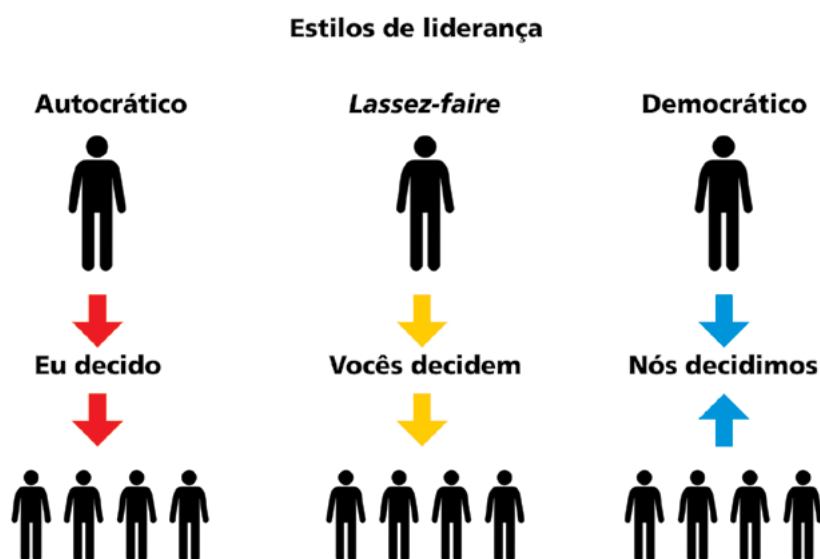 Estilos de liderança
Autocrático
Lassez-faire
Democrático
Eu decido
Vocês decidem
Nós decidimos